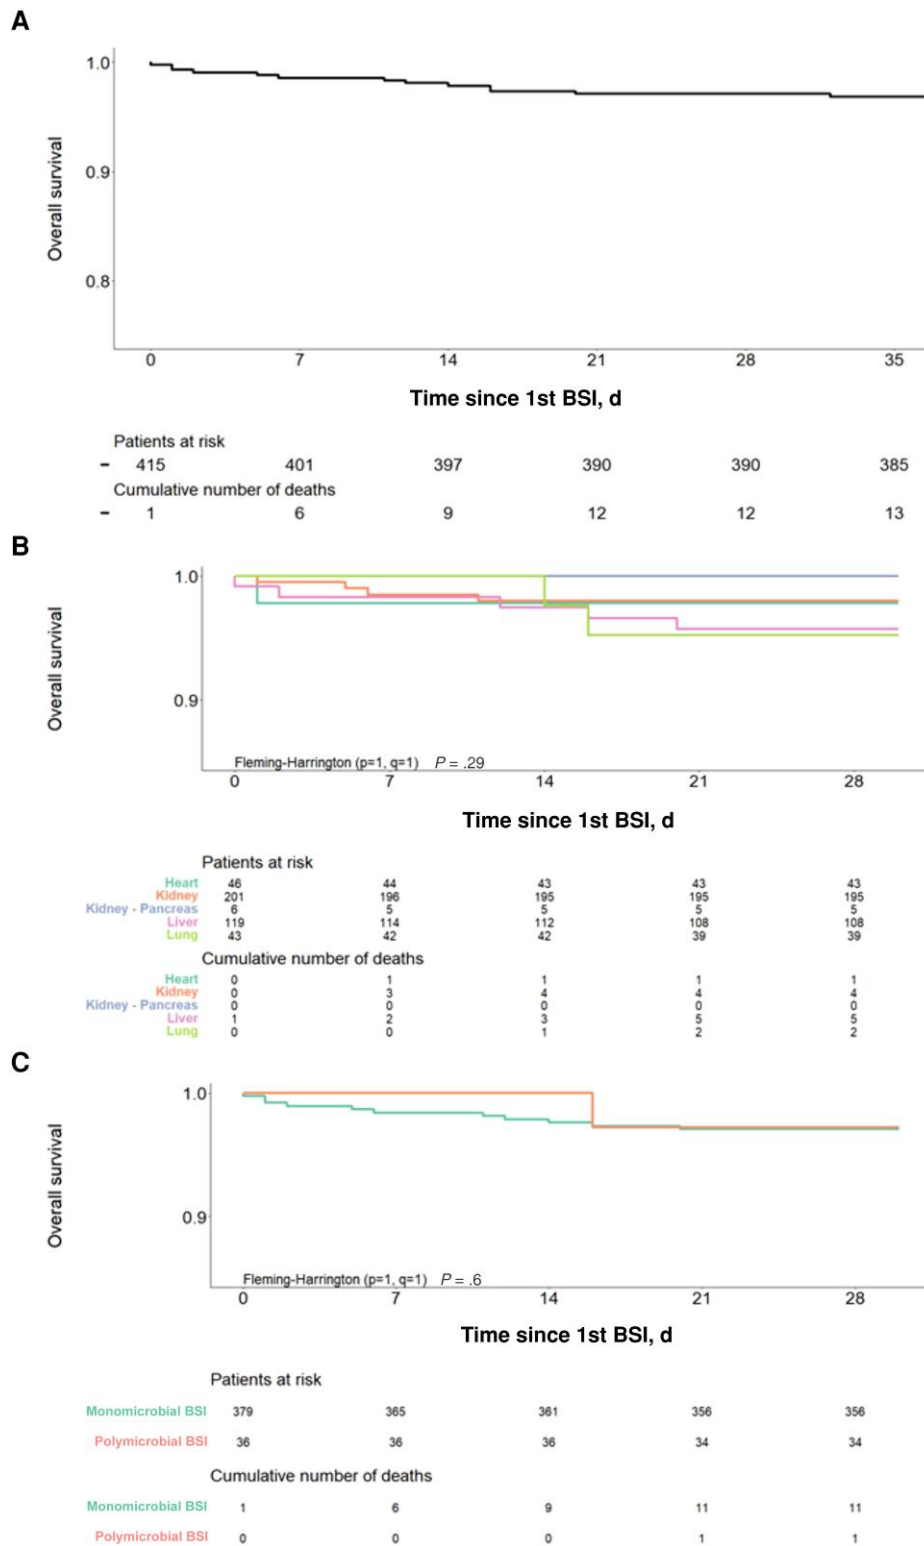 A
Overall survival
1.0
0.9
0.8
0 7 14 21 28 35
Time since 1st BSI, d
Patients at risk
- 415 401 397 390 390 385
Cumulative number of deaths
- 1 6 9 12 12 13
B
Overall survival
1.0
0.9
Fleming-Harrington (p=1, q=1) P = .29
0 7 14 21 28
Time since 1st BSI, d
Patients at risk
Heart 46 44 43 43 43
Kidney 201 196 195 195 195
Kidney - Pancreas 6 5 5 5 5
Liver 119 114 112 108 108
Lung 43 42 42 39 39
Cumulative number of deaths
Heart 0 1 1 1 1
Kidney 0 3 4 4 4
Kidney - Pancreas 0 0 0 0 0
Liver 1 2 3 5 5
Lung 0 0 1 2 2
C
Overall survival
1.0
0.9
Fleming-Harrington (p=1, q=1) P = .6
0 7 14 21 28
Time since 1st BSI, d
Patients at risk
Monomicrobial BSI 379 365 361 356 356
Polymicrobial BSI 36 36 36 34 34
Cumulative number of deaths
Monomicrobial BSI 1 6 9 11 11
Polymicrobial BSI 0 0 0 1 1